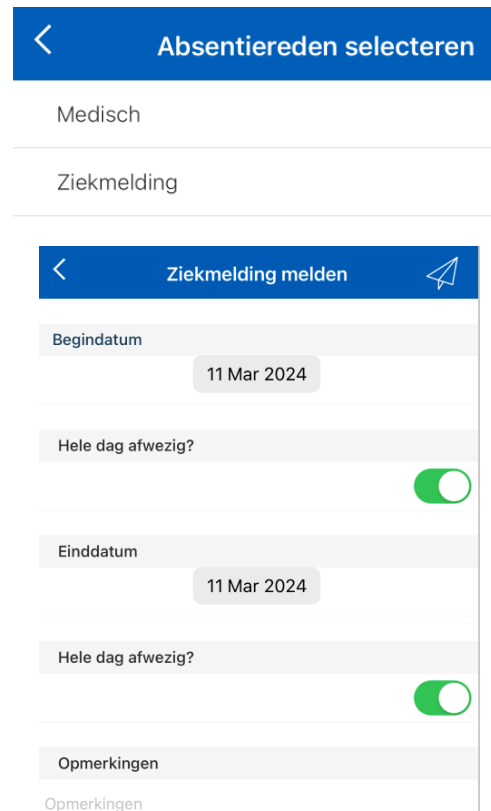 Absentiereden selecteren
Medisch
Ziekmelding
Ziekmelding melden
Begindatum
11 Mar 2024
Hele dag afwezig?
Einddatum
11 Mar 2024
Hele dag afwezig?
Opmerkingen
Opmerkingen